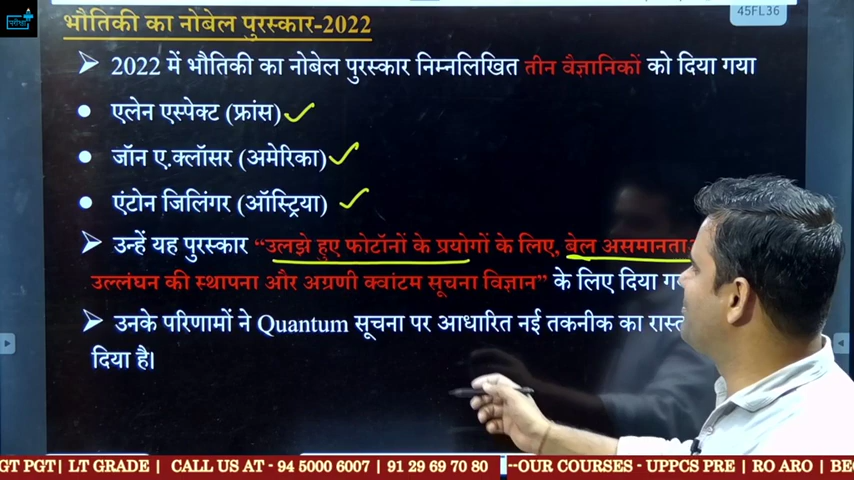 परीक्षा
45FL36
भौतिकी का नोबेल पुरस्कार-2022
2022 में भौतिकी का नोबेल पुरस्कार निम्नलिखित तीन वैज्ञानिकों को दिया गया
एलेन एस्पेक्ट (फ्रांस)
जॉन ए.क्लॉसर (अमेरिका)
एंटोन जिलिंगर (ऑस्ट्रिया)
उन्हें यह पुरस्कार “उलझे हुए फोटॉनों के प्रयोगों के लिए, बेल असमानता
उल्लंघन की स्थापना और अग्रणी क्वांटम सूचना विज्ञान” के लिए दिया
उनके परिणामों ने Quantum सूचना पर आधारित नई तकनीक का
दिया है।
GT PGT| LT GRADE | CALL US AT - 94 5000 6007 | 91 29 69 70 80 |--OUR COURSES - UPPCS PRE | RO ARO |